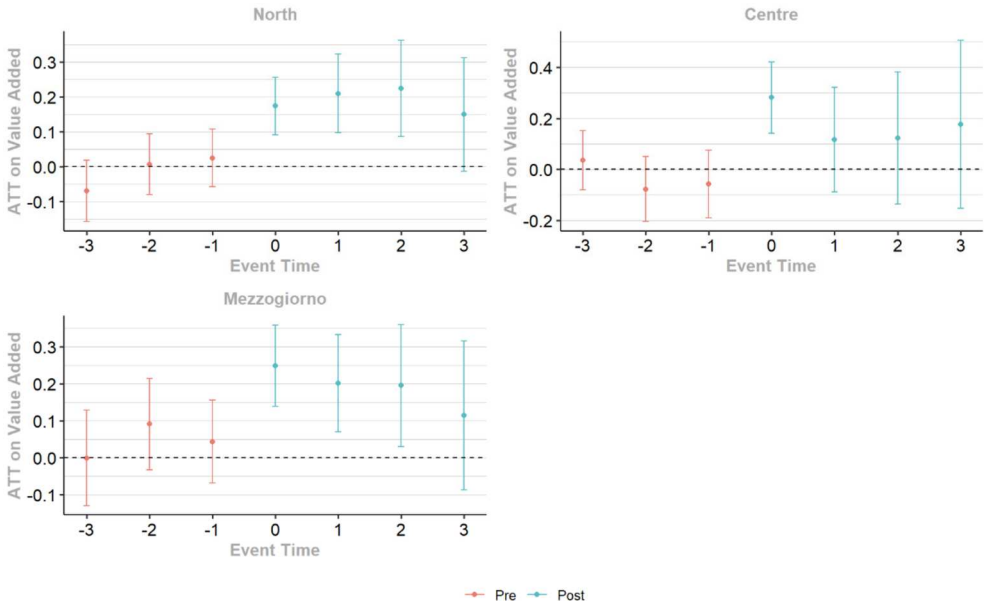 North
ATT on Value Added
0.3
0.2
0.1
0.0
-0.1
-3 -2 -1 0 1 2 3
Event Time
Centre
ATT on Value Added
0.4
0.2
0.0
-0.2
-3 -2 -1 0 1 2 3
Event Time
Mezzogiorno
ATT on Value Added
0.3
0.2
0.1
0.0
-0.1
-3 -2 -1 0 1 2 3
Event Time
Pre Post